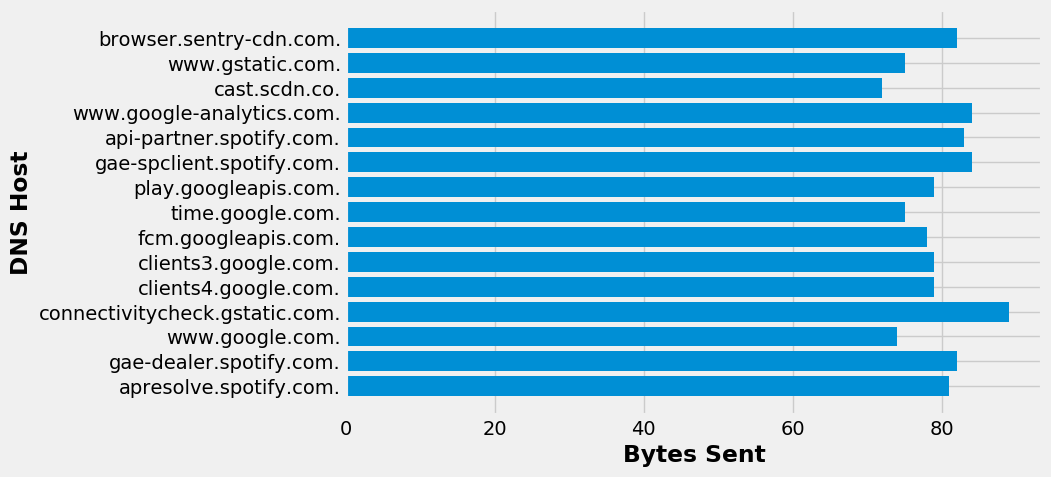 browser.sentry-cdn.com.
www.gstatic.com.
cast.scdn.co.
www.google-analytics.com.
api-partner.spotify.com.
gae-spclient.spotify.com.
play.googleapis.com.
time.google.com.
fcm.googleapis.com.
clients3.google.com.
clients4.google.com.
connectivitycheck.gstatic.com.
www.google.com.
gae-dealer.spotify.com.
apresolve.spotify.com.
DNS Host
0 20 40 60 80
Bytes Sent